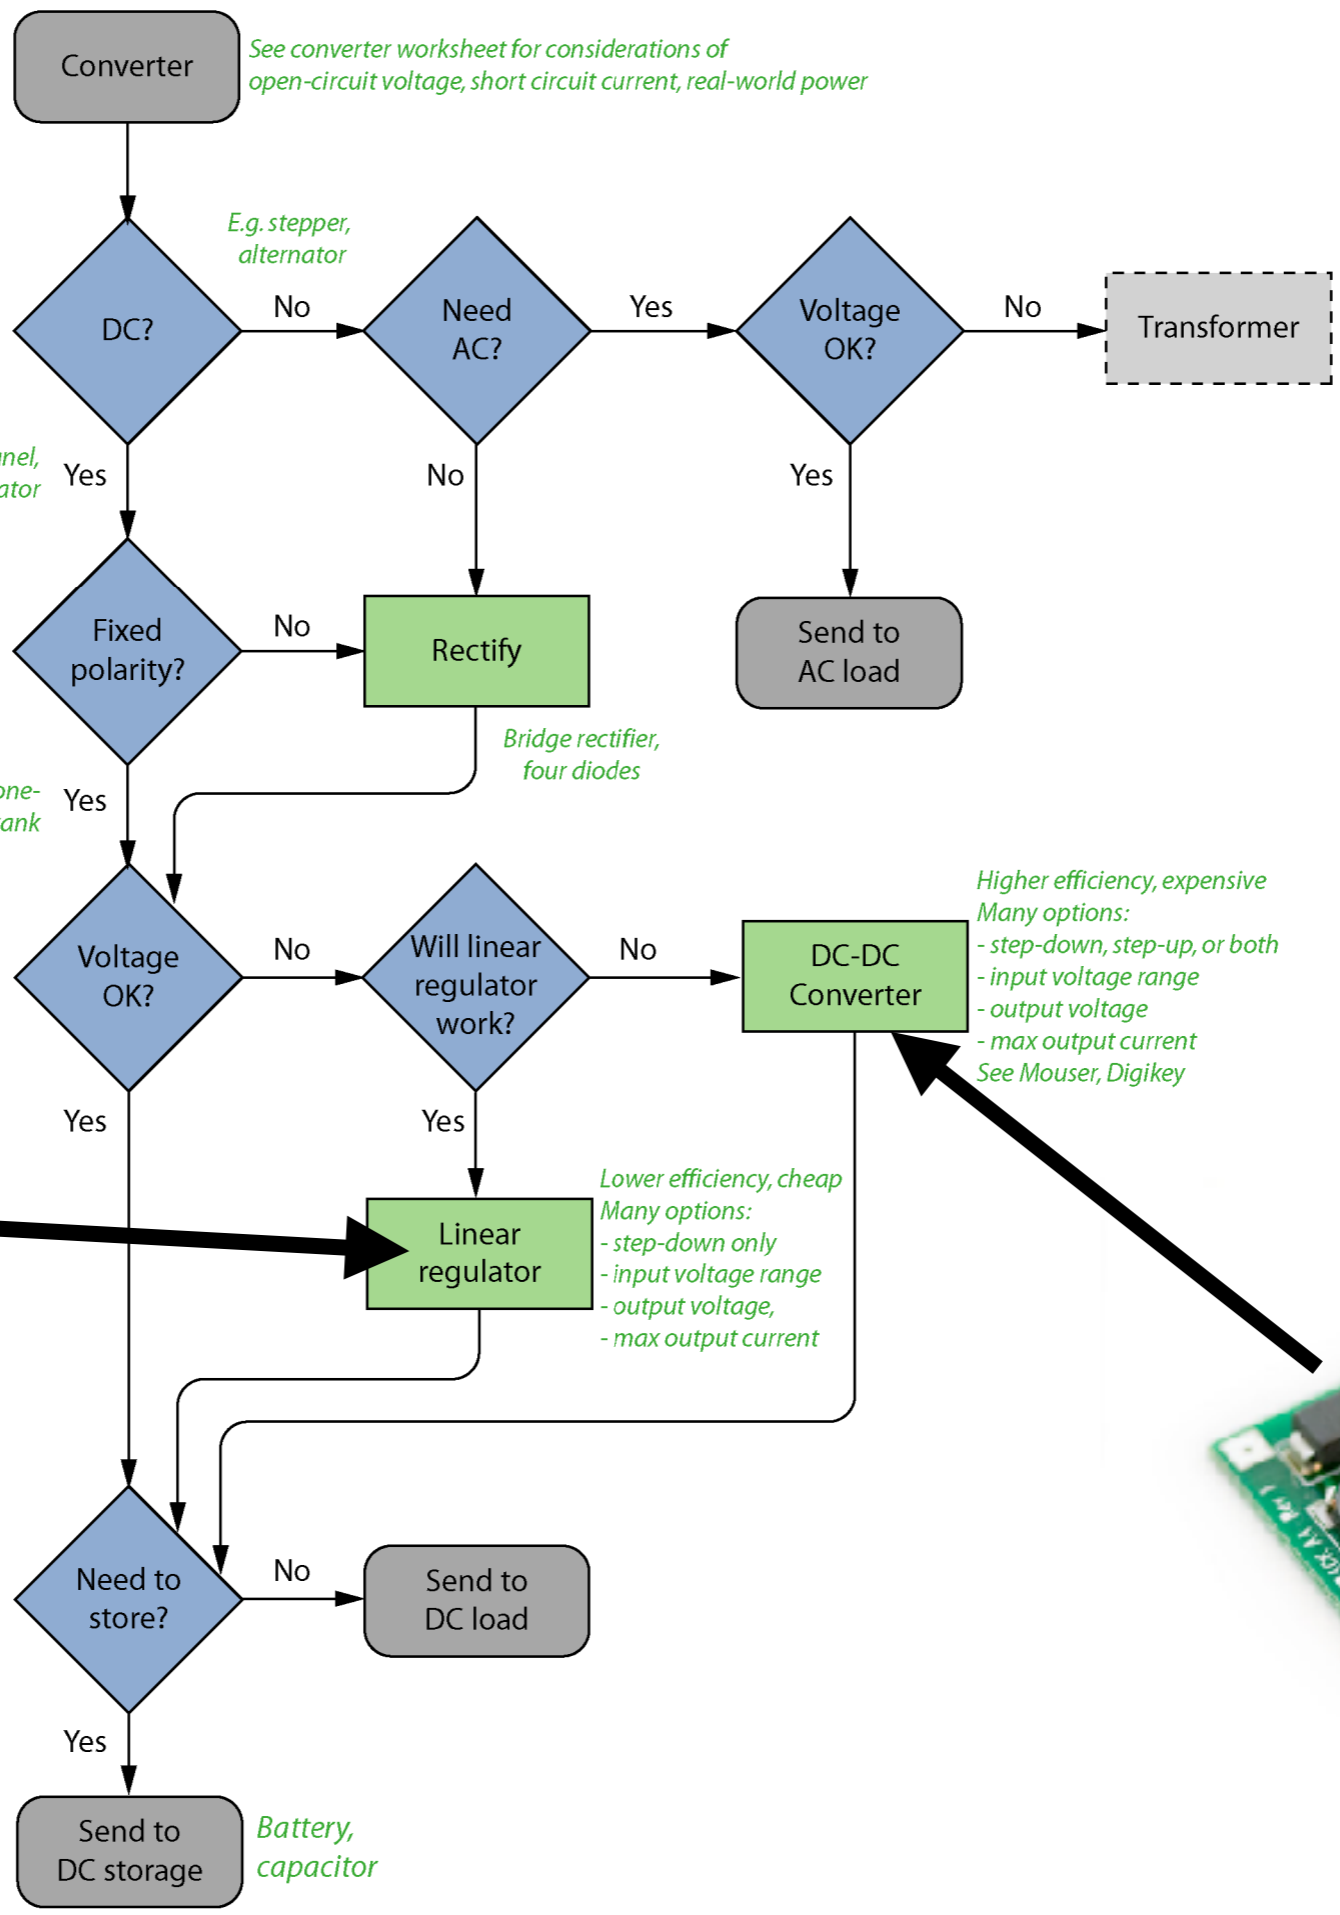 Converter
See converter worksheet for considerations of
open-circuit voltage, short circuit current, real-world power
E.g. stepper,
alternator
DC?
No
Need
AC?
Yes
Voltage
OK?
No
Transformer
Yes
No
Yes
Fixed
polarity?
No
Rectify
Send to
AC load
Bridge rectifier,
four diodes
Yes
Voltage
OK?
No
Will linear
regulator
work?
No
DC-DC
Converter
Higher efficiency, expensive
Many options:
- step-down, step-up, or both
- input voltage range
- output voltage
- max output current
See Mouser, Digikey
Yes
Yes
Linear
regulator
Lower efficiency, cheap
Many options:
- step-down only
- input voltage range
- output voltage,
- max output current
Need to
store?
No
Send to
DC load
Yes
Send to
DC storage
Battery,
capacitor